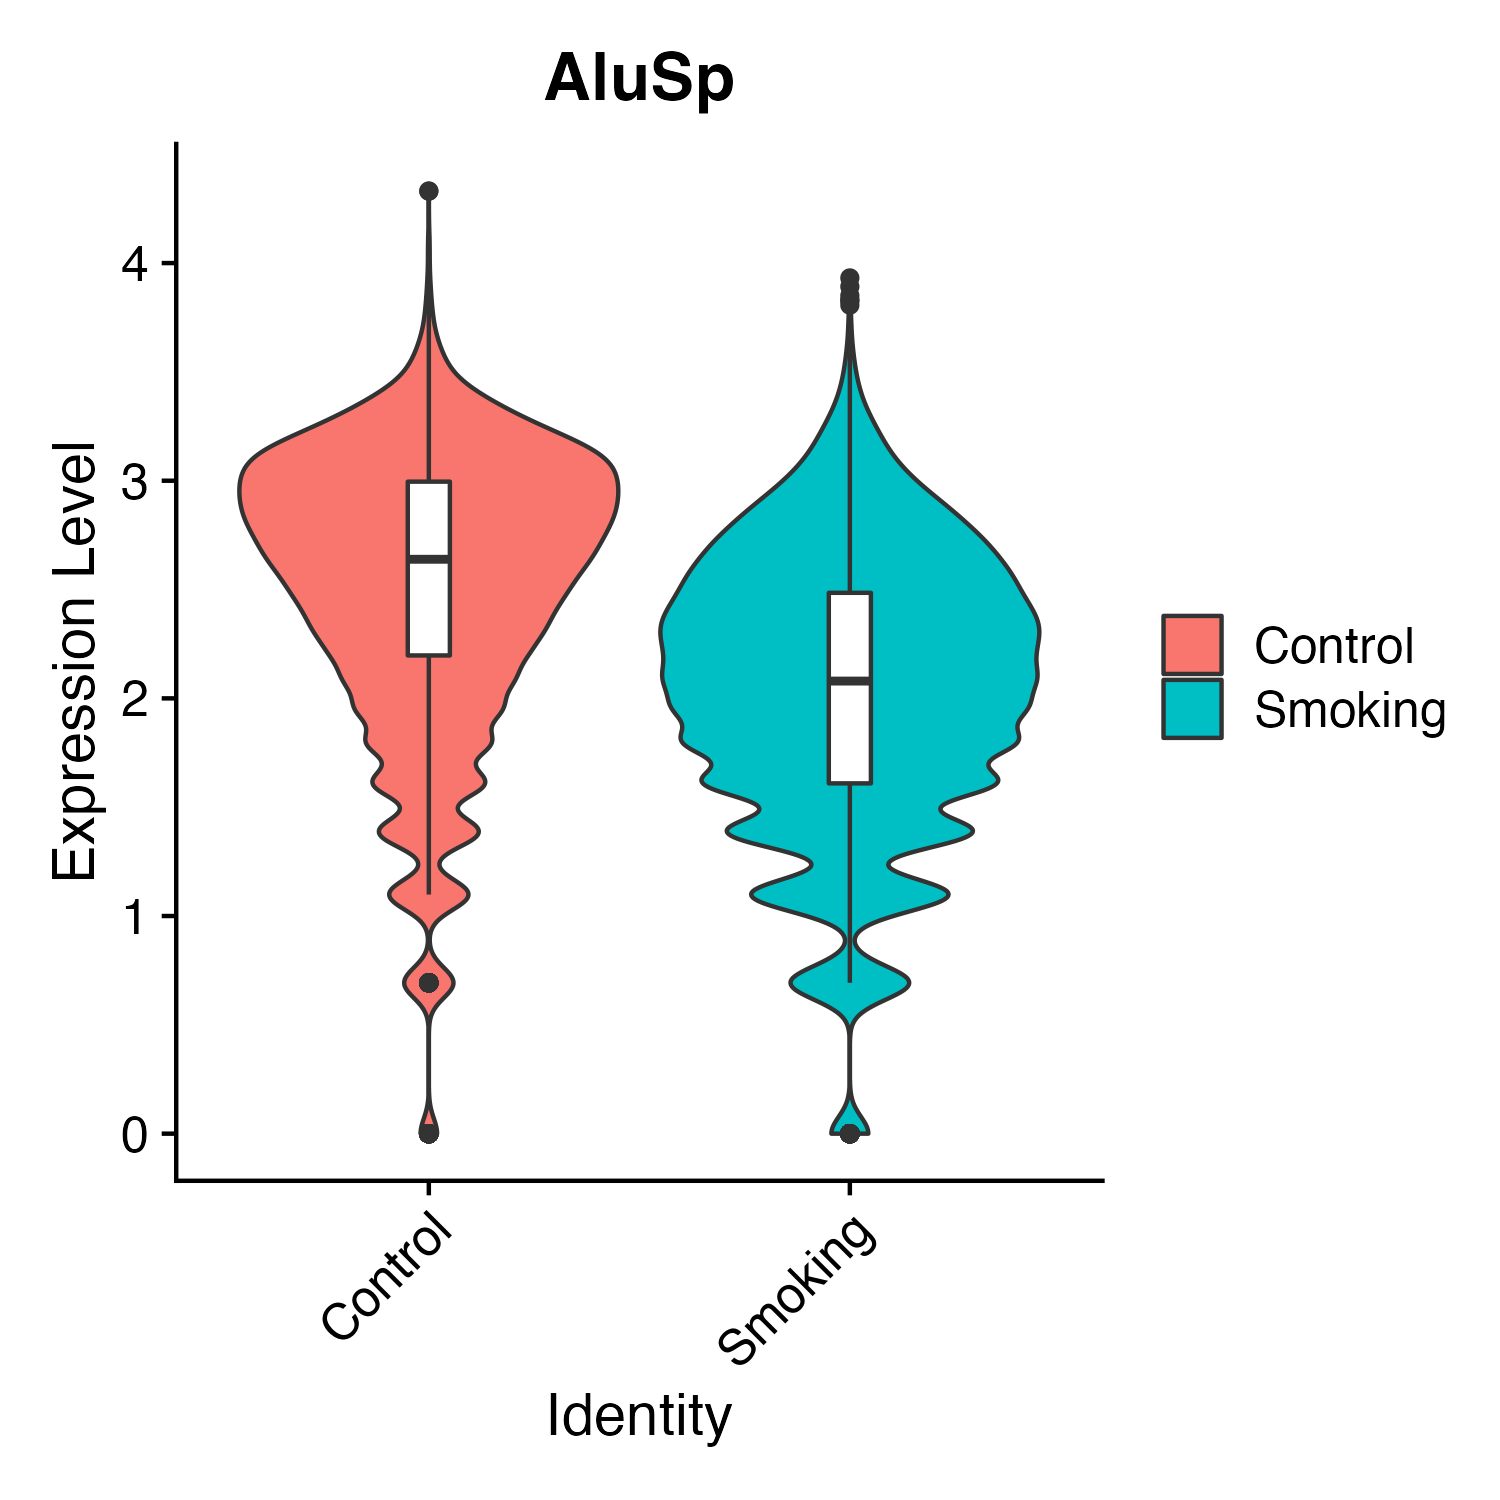 AluSp
Expression Level
4
3
2
1
0
Control
Smoking
Identity
Control
Smoking